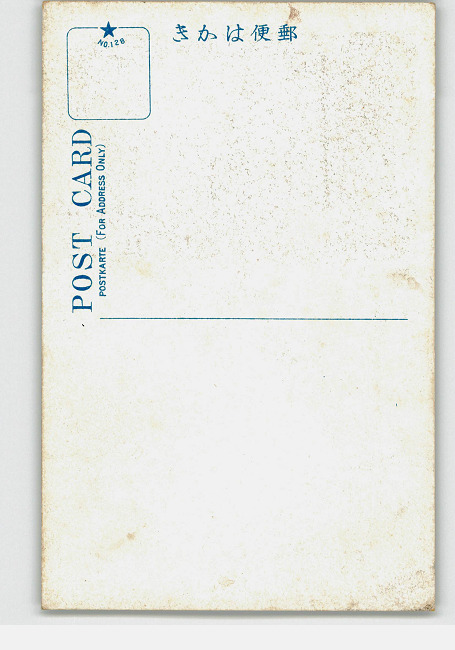 きかは便郵
NO.128
POST CARD
POSTKARTE (FOR ADDRESS ONLY)